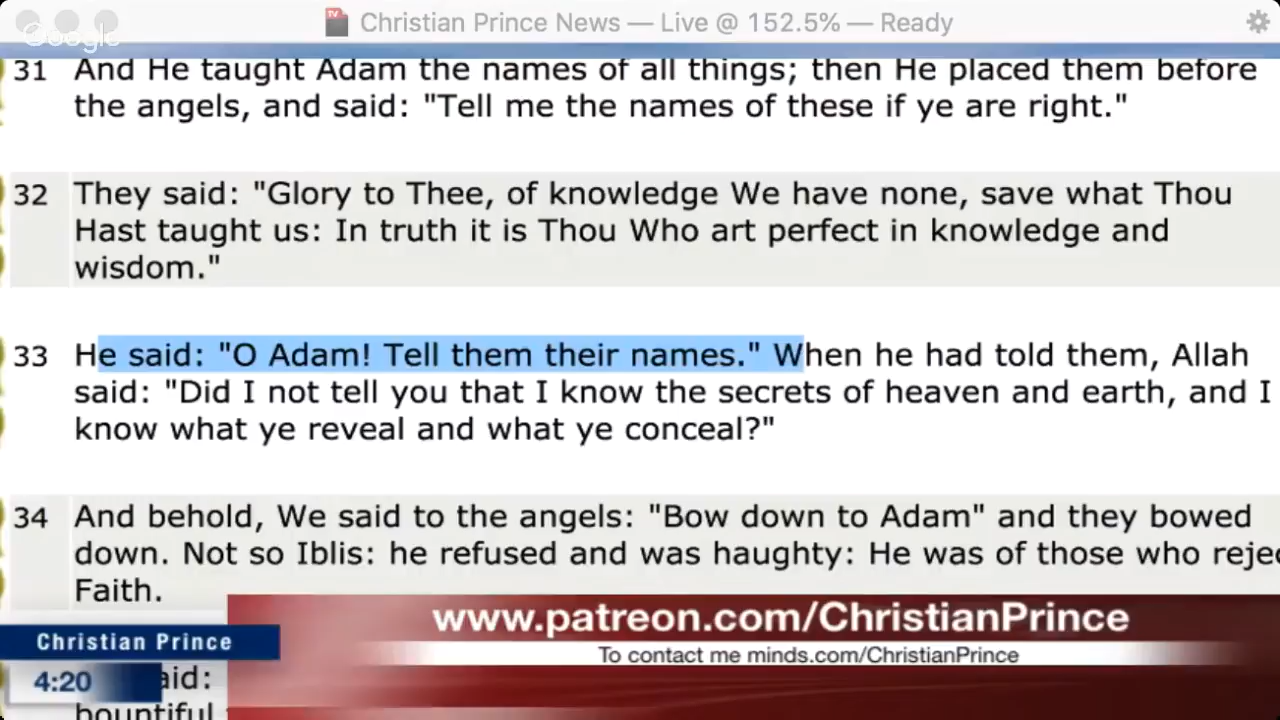 Google
Christian Prince News — Live @ 152.5% — Ready
31 And He taught Adam the names of all things; then He placed them before
the angels, and said: "Tell me the names of these if ye are right."
32 They said: "Glory to Thee, of knowledge We have none, save what Thou
Hast taught us: In truth it is Thou Who art perfect in knowledge and
wisdom."
33 He said: "O Adam! Tell them their names." When he had told them, Allah
said: "Did I not tell you that I know the secrets of heaven and earth, and I
know what ye reveal and what ye conceal?"
34 And behold, We said to the angels: "Bow down to Adam" and they bowed
down. Not so Iblis: he refused and was haughty: He was of those who reje
Faith.
www.patreon.com/ChristianPrince
Christian Prince
To contact me minds.com/ChristianPrince
4:20
aid:
bountiful